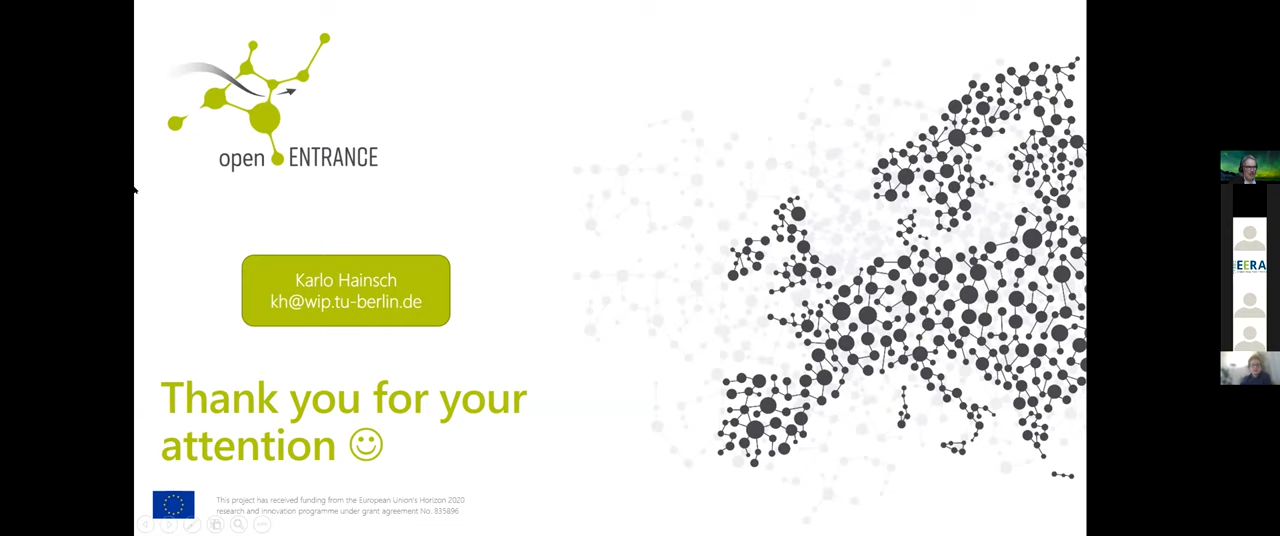 open ENTRANCE
Karlo Hainsch
kh@wip.tu-berlin.de
Thank you for your
attention ☺
This project has received funding from the European Union's Horizon 2020
research and innovation programme under grant agreement No. 835896
EERA